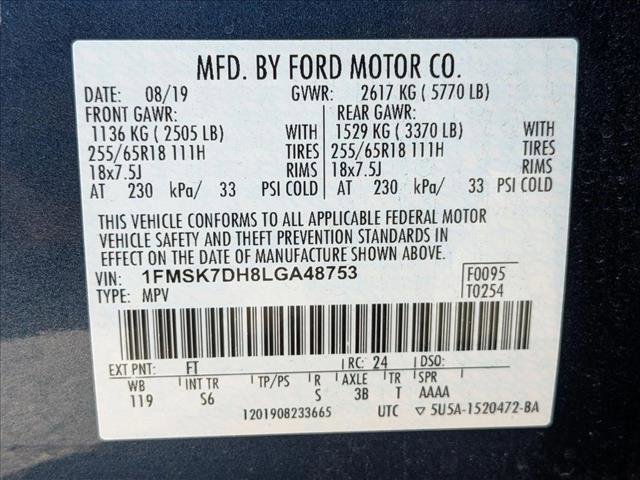 MFD. BY FORD MOTOR CO.
DATE: 08/19 GVWR: 2617 KG ( 5770 LB)
FRONT GAWR: REAR GAWR:
1136 KG ( 2505 LB) WITH 1529 KG ( 3370 LB) WITH
255/65R18 111H TIRES 255/65R18 111H TIRES
18x7.5J RIMS 18x7.5J RIMS
AT 230 kPa/ 33 PSI COLD AT 230 kPa/ 33 PSI COLD
THIS VEHICLE CONFORMS TO ALL APPLICABLE FEDERAL MOTOR
VEHICLE SAFETY AND THEFT PREVENTION STANDARDS IN EFFECT
ON THE DATE OF MANUFACTURE SHOWN ABOVE.
VIN: 1FMSK7DH8LGA48753 F0095
TYPE: MPV T0254
EXT PNT: FT RC: 24 DSO:
WB INT TR TP/PS R AXLE TR SPR
119 S6 S 3B T AAAA
1201908233665 UTC ▽ 5U5A-1520472-BA